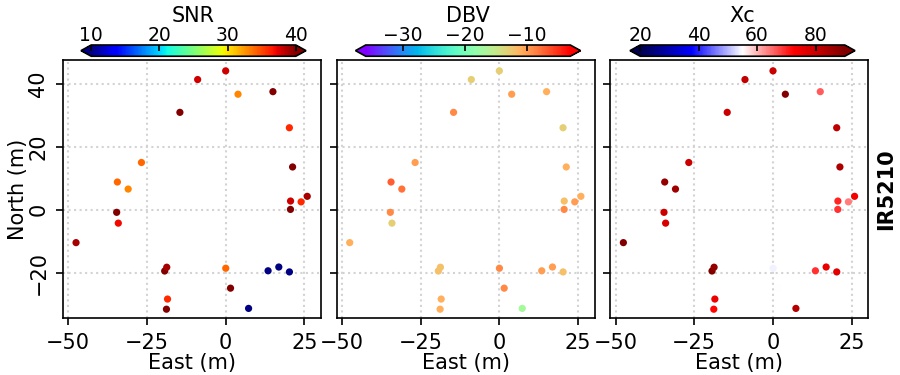 SNR DBV Xc
10 20 30 40 −30 −20 −10 20 40 60 80
North (m)
40
20
0
−20
IR5210
−50 −25 0 25 −50 −25 0 25 −50 −25 0 25
East (m) East (m) East (m)